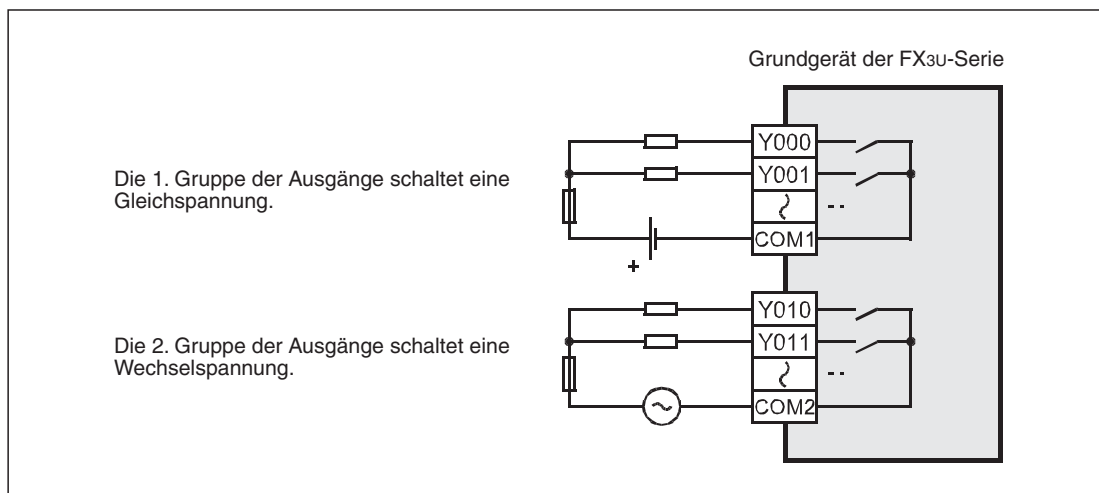 Grundgerät der FX3U-Serie
Die 1. Gruppe der Ausgänge schaltet eine
Gleichspannung.
Y000
Y001
COM1
+
Die 2. Gruppe der Ausgänge schaltet eine
Wechselspannung.
Y010
Y011
COM2